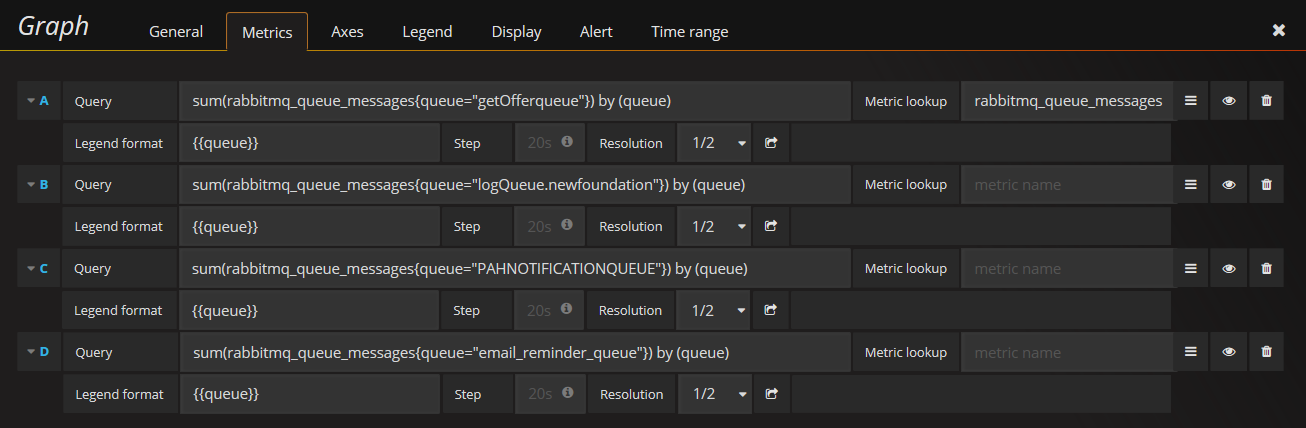 Graph General Metrics Axes Legend Display Alert Time range
A Query sum(rabbitmq_queue_messages{queue="getOfferqueue"}) by (queue) Metric lookup rabbitmq_queue_messages
Legend format {{queue}} Step 20s Resolution 1/2
B Query sum(rabbitmq_queue_messages{queue="logQueue.newfoundation"}) by (queue) Metric lookup metric name
Legend format {{queue}} Step 20s Resolution 1/2
C Query sum(rabbitmq_queue_messages{queue="PAHNOTIFICATIONQUEUE"}) by (queue) Metric lookup metric name
Legend format {{queue}} Step 20s Resolution 1/2
D Query sum(rabbitmq_queue_messages{queue="email_reminder_queue"}) by (queue) Metric lookup metric name
Legend format {{queue}} Step 20s Resolution 1/2